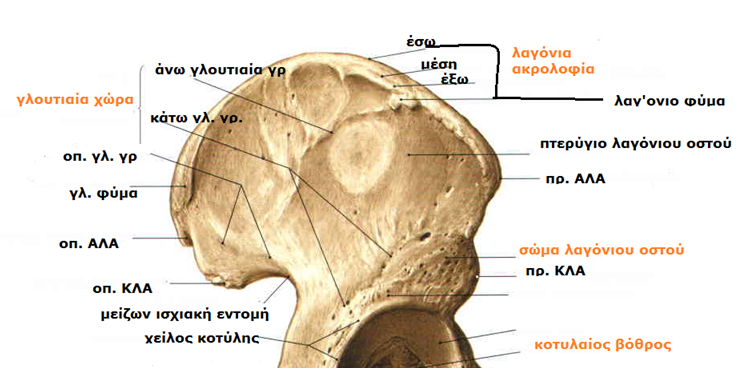 έσω
λαγόνια
ακρολοφία
μέση
άνω γλουτιαία γρ
έξω
γλουτιαία χώρα
λαγ'ονιο φύμα
κάτω γλ. γρ.
πτερύγιο λαγόνιου οστού
οπ. γλ. γρ
πρ. ΑΛΑ
γλ. φύμα
οπ. ΑΛΑ
σώμα λαγόνιου οστού
πρ. ΚΛΑ
οπ. ΚΛΑ
μείζων ισχιακή εντομή
χείλος κοτύλης
κοτυλαίος βόθρος